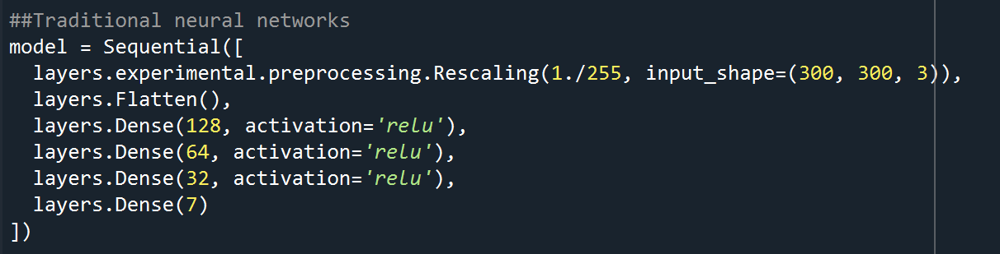 ##Traditional neural networks
model = Sequential([
  layers.experimental.preprocessing.Rescaling(1./255, input_shape=(300, 300, 3)),
  layers.Flatten(),
  layers.Dense(128, activation='relu'),
  layers.Dense(64, activation='relu'),
  layers.Dense(32, activation='relu'),
  layers.Dense(7)
])